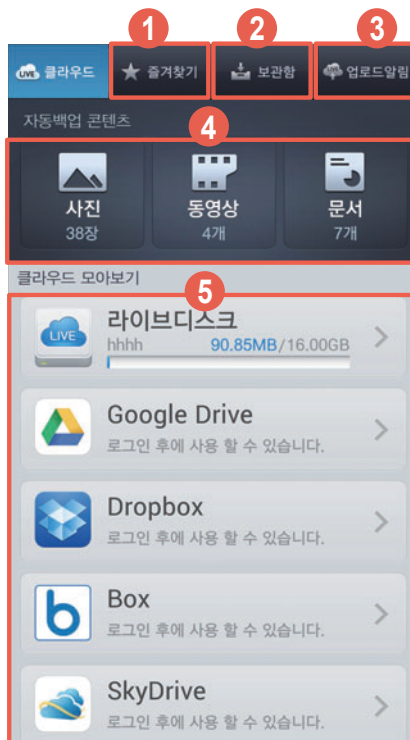 1 2 3
LIVE 클라우드 즐겨찾기 보관함 업로드알림
자동백업 콘텐츠
4
사진 동영상 문서
38장 4개 7개
클라우드 모아보기
5
라이브디스크
LIVE
hhhh 90.85MB/16.00GB
Google Drive
로그인 후에 사용 할 수 있습니다.
Dropbox
로그인 후에 사용 할 수 있습니다.
Box
b
로그인 후에 사용 할 수 있습니다.
SkyDrive
로그인 후에 사용 할 수 있습니다.